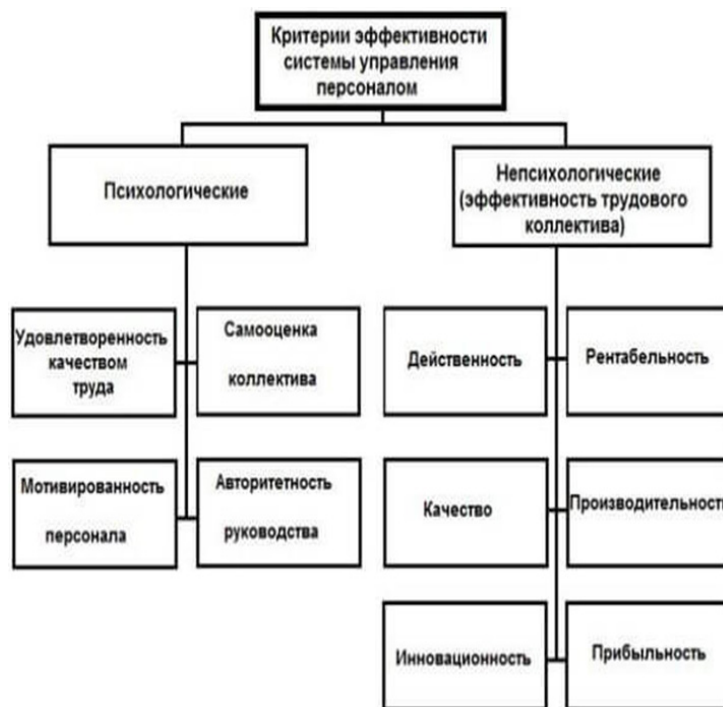 Критерии эффективности
системы управления
персоналом
Психологические
Непсихологические
(эффективность трудового
коллектива)
Удовлетворенность
качеством
труда
Самооценка
коллектива
Действенность
Рентабельность
Мотивированность
персонала
Авторитетность
руководства
Качество
Производительность
Инновационность
Прибыльность